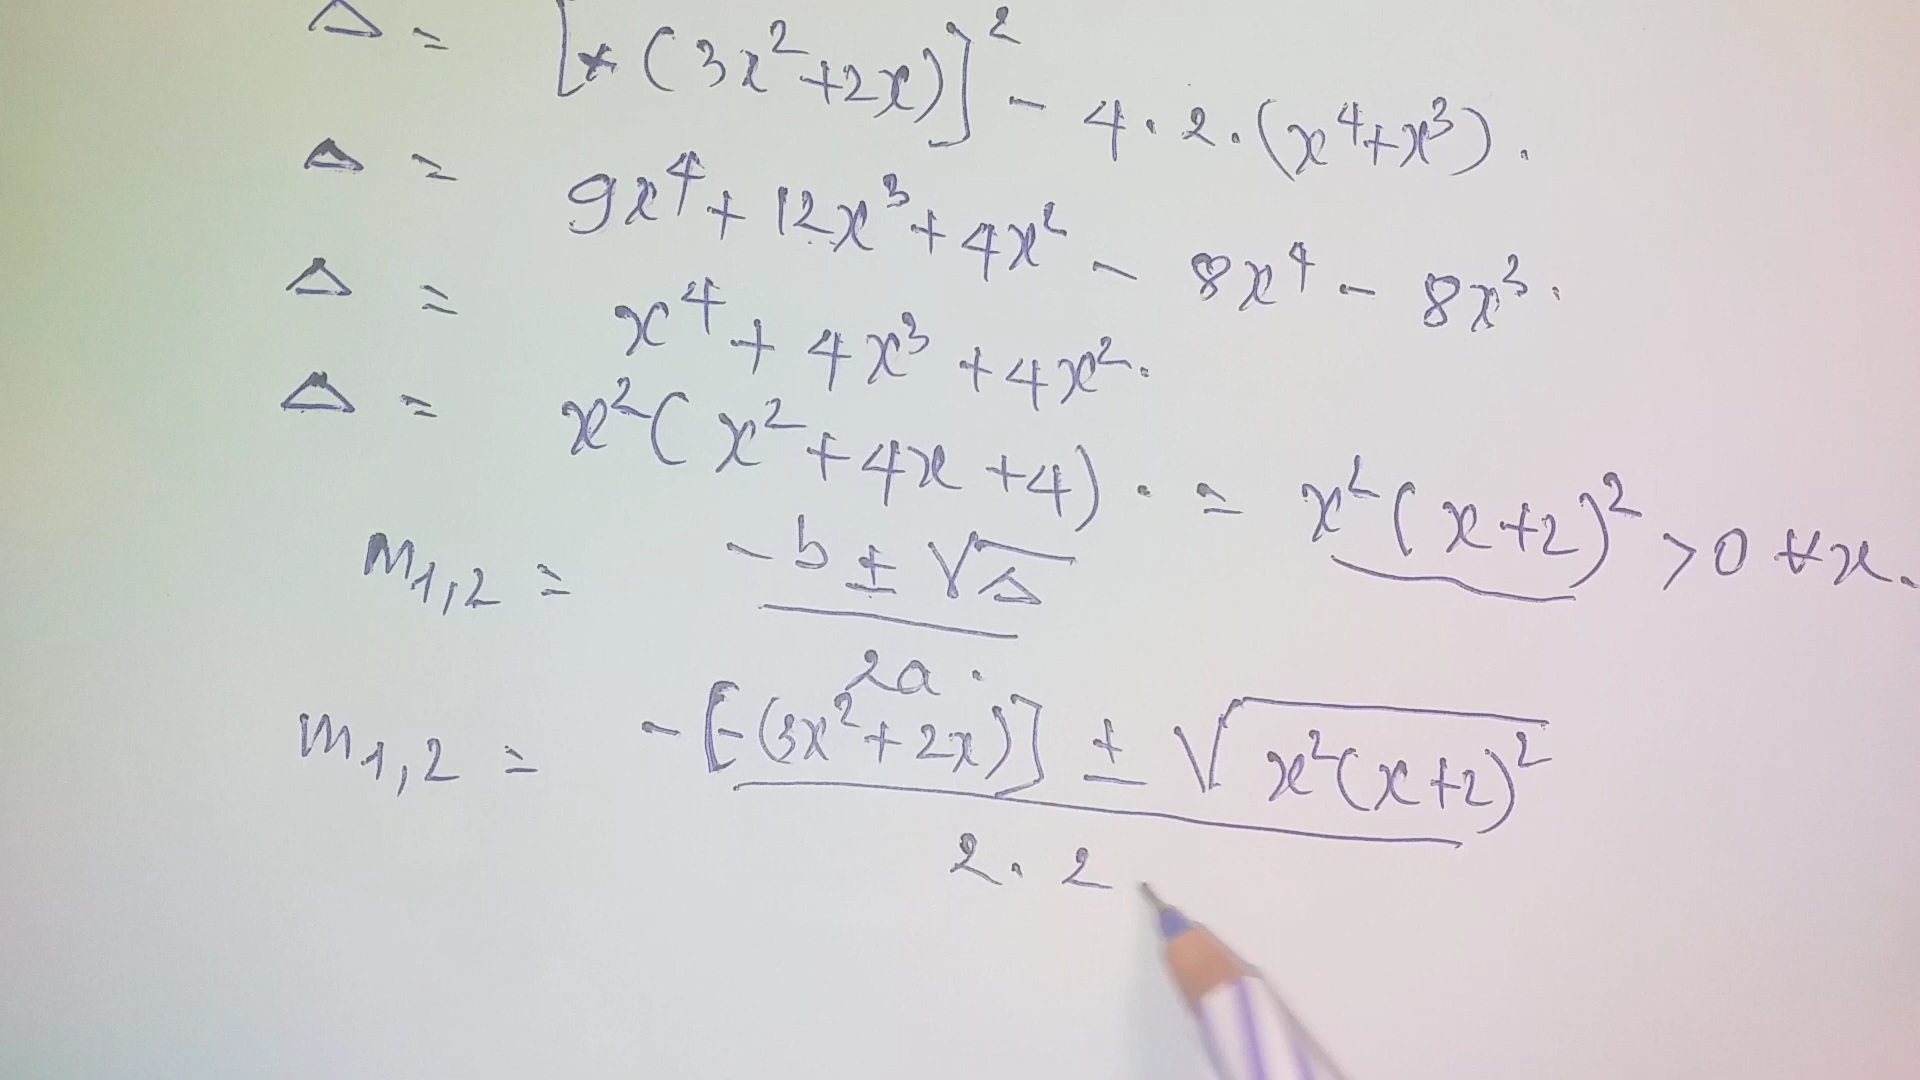 Δ = [* (3x²+2x)]² - 4.2.(x⁴+x³).
Δ = 9x⁴ + 12x³ + 4x² - 8x⁴ - 8x³.
Δ = x⁴ + 4x³ + 4x².
Δ = x²(x² + 4x + 4). = x²(x+2)² >0 ∀x.
m₁,₂ = (-b ± √Δ) / 2a.
m₁,₂ = (-[-(3x²+2x)] ± √(x²(x+2)²)) / 2.2